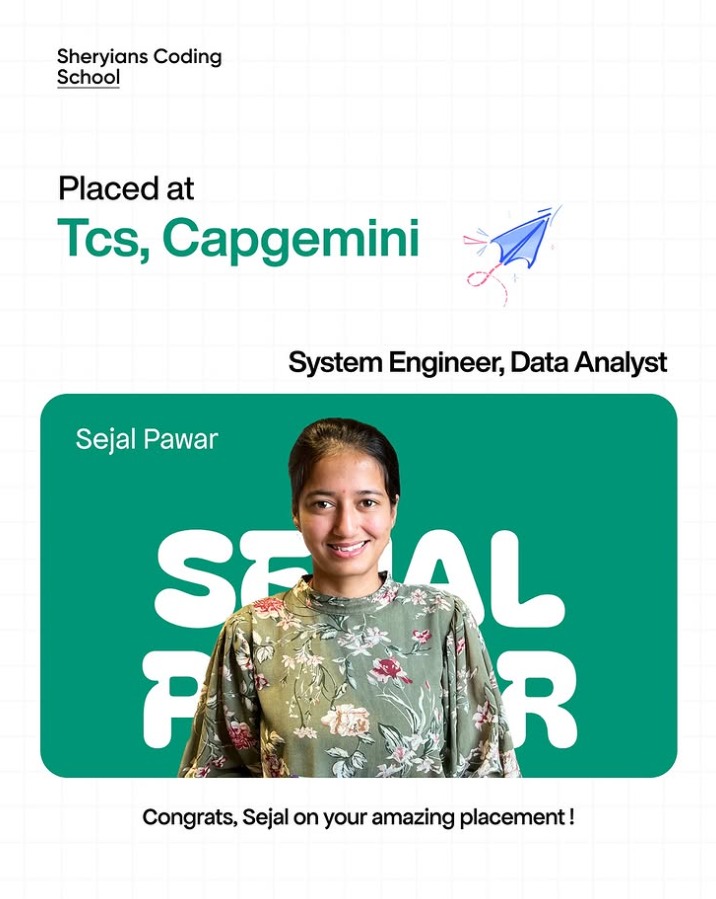 Sheryians Coding
School
Placed at
Tcs, Capgemini
System Engineer, Data Analyst
Sejal Pawar
SEJAL
Congrats, Sejal on your amazing placement !